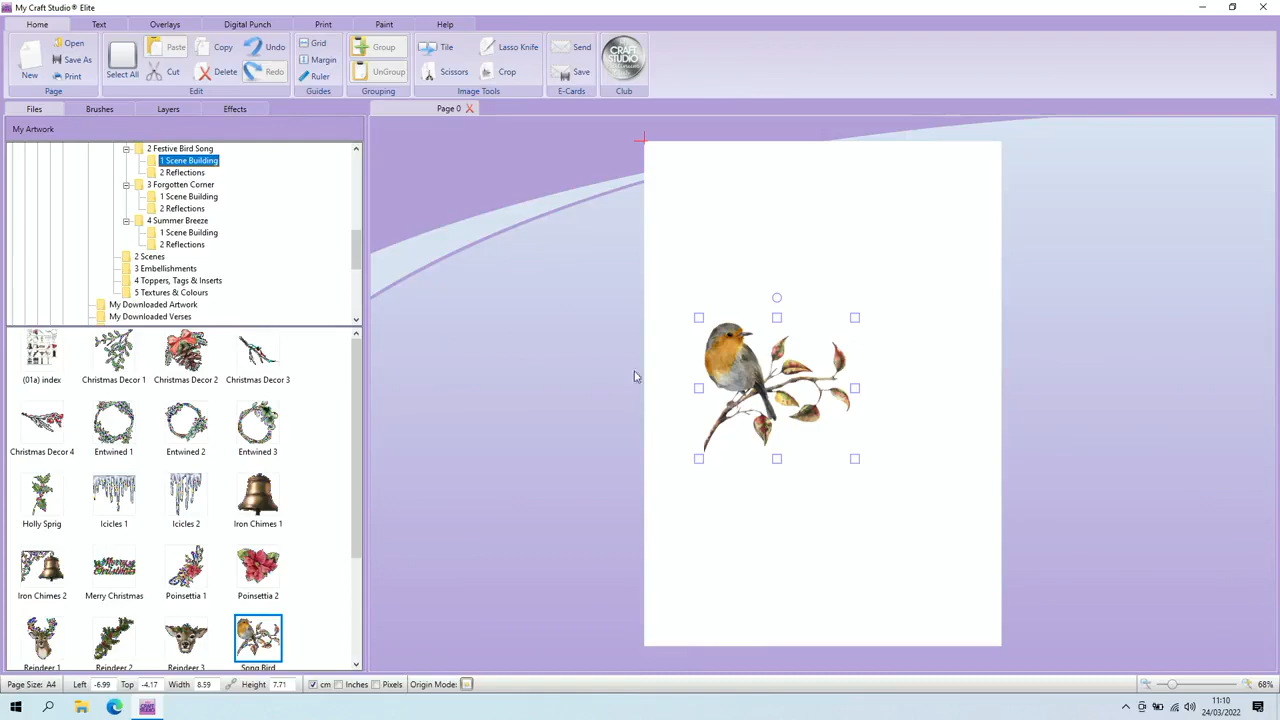 My Craft Studio® Elite
Home Text Overlays Digital Punch Print Paint Help
New Open Save As Print Select All Paste Copy Undo Cut Delete Redo Grid Margin Ruler Group UnGroup Tile Lasso Knife Scissors Crop Send Save CRAFT STUDIO
Page Edit Guides Grouping Image Tools E-Cards Club
Files Brushes Layers Effects Page 0
My Artwork
2 Festive Bird Song
1 Scene Building
2 Reflections
3 Forgotten Corner
1 Scene Building
2 Reflections
4 Summer Breeze
1 Scene Building
2 Reflections
2 Scenes
3 Embellishments
4 Toppers, Tags & Inserts
5 Textures & Colours
My Downloaded Artwork
My Downloaded Verses
(01a) index Christmas Decor 1 Christmas Decor 2 Christmas Decor 3
Christmas Decor 4 Entwined 1 Entwined 2 Entwined 3
Holly Sprig Icicles 1 Icicles 2 Iron Chimes 1
Iron Chimes 2 Merry Christmas Poinsettia 1 Poinsettia 2
Reindeer 1 Reindeer 2 Reindeer 3 Song Bird
Page Size: A4 Left -6.99 Top -4.17 Width 8.59 Height 7.71 cm Inches Pixels Origin Mode: 68%
11:10
24/03/2022